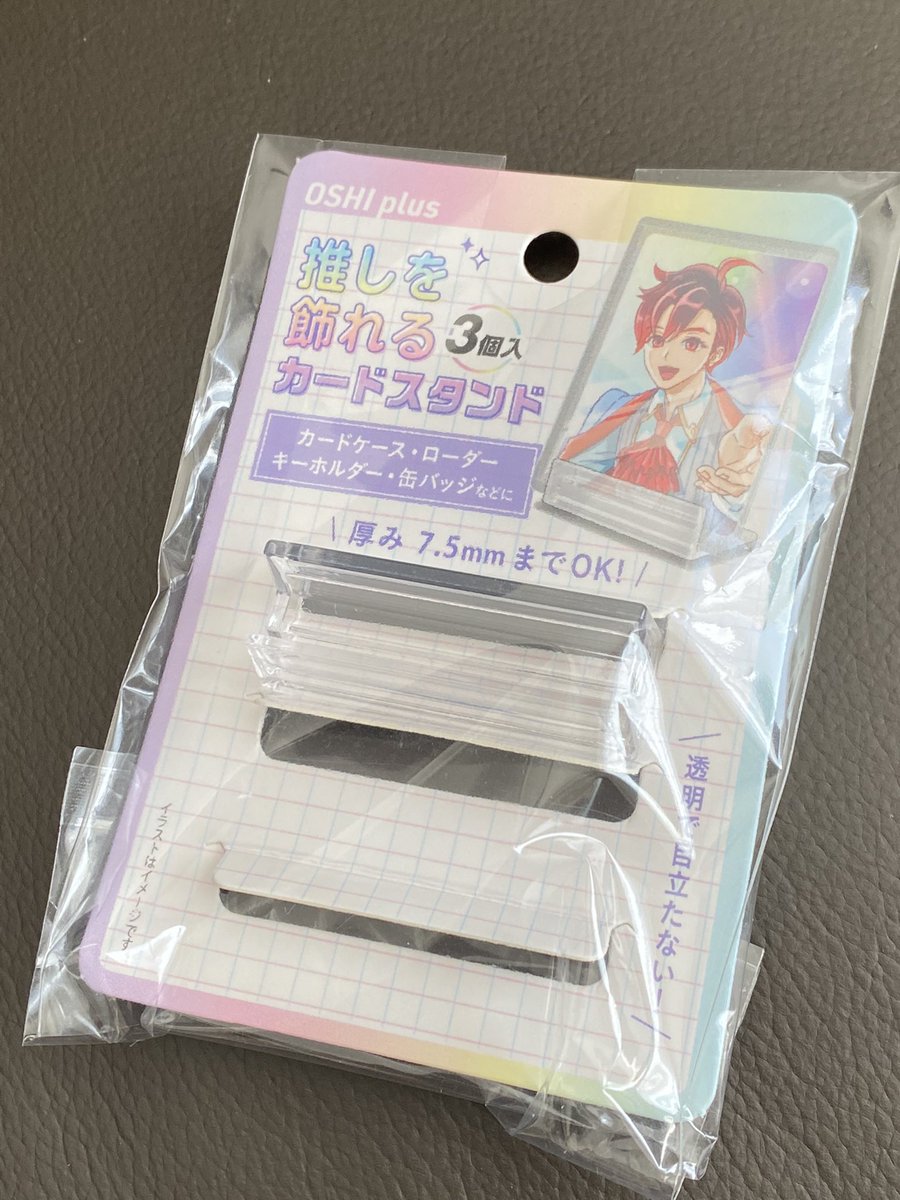 OSHI plus
推しを
飾れる
3個入
カードスタンド
カードケース・ローダー
キーホルダー・缶バッジなどに
\ 厚み 7.5mmまでOK! /
\ 透明で目立たない! /
イラストはイメージです